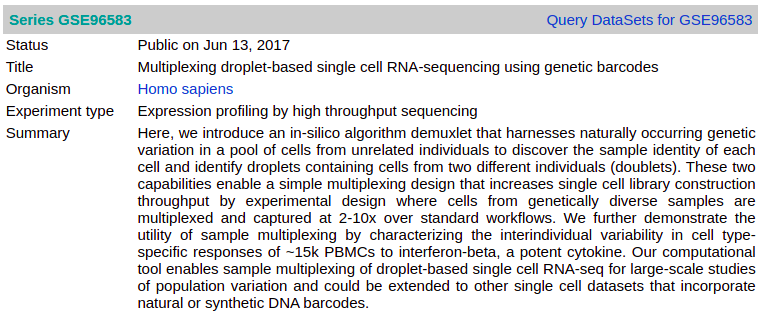 Series GSE96583 Query DataSets for GSE96583
Status Public on Jun 13, 2017
Title Multiplexing droplet-based single cell RNA-sequencing using genetic barcodes
Organism Homo sapiens
Experiment type Expression profiling by high throughput sequencing
Summary Here, we introduce an in-silico algorithm demuxlet that harnesses naturally occurring genetic
variation in a pool of cells from unrelated individuals to discover the sample identity of each
cell and identify droplets containing cells from two different individuals (doublets). These two
capabilities enable a simple multiplexing design that increases single cell library construction
throughput by experimental design where cells from genetically diverse samples are
multiplexed and captured at 2-10x over standard workflows. We further demonstrate the
utility of sample multiplexing by characterizing the interindividual variability in cell type-
specific responses of ~15k PBMCs to interferon-beta, a potent cytokine. Our computational
tool enables sample multiplexing of droplet-based single cell RNA-seq for large-scale studies
of population variation and could be extended to other single cell datasets that incorporate
natural or synthetic DNA barcodes.